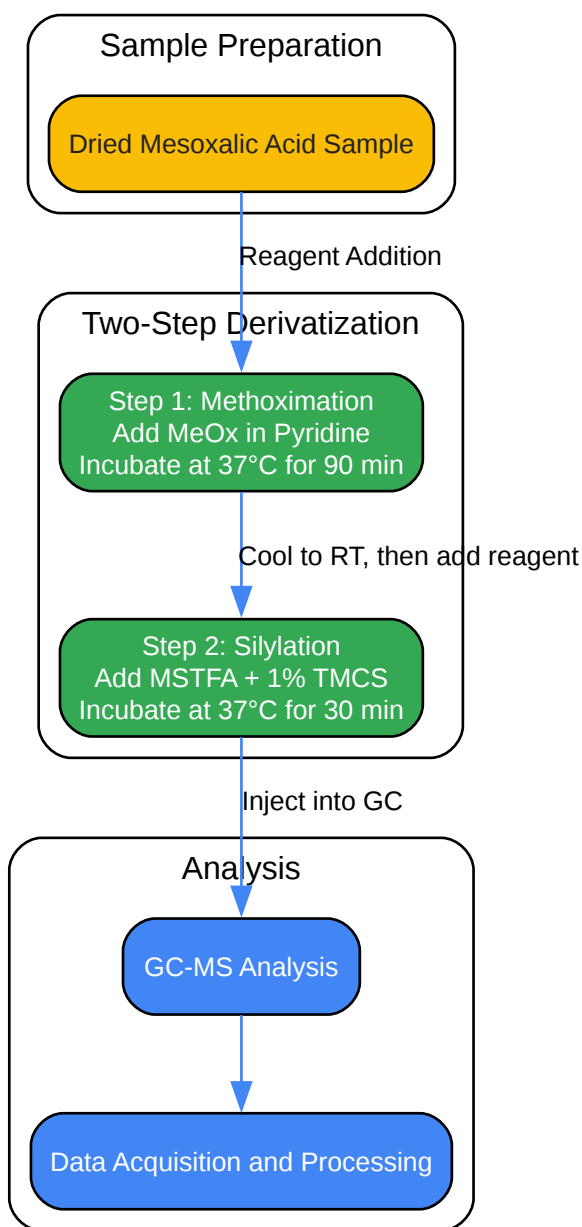 Sample Preparation
Dried Mesoxalic Acid Sample
Reagent Addition
Two-Step Derivatization
Step 1: Methoximation
Add MeOx in Pyridine
Incubate at 37°C for 90 min
Cool to RT, then add reagent
Step 2: Silylation
Add MSTFA + 1% TMCS
Incubate at 37°C for 30 min
Inject into GC
Analysis
GC-MS Analysis
Data Acquisition and Processing